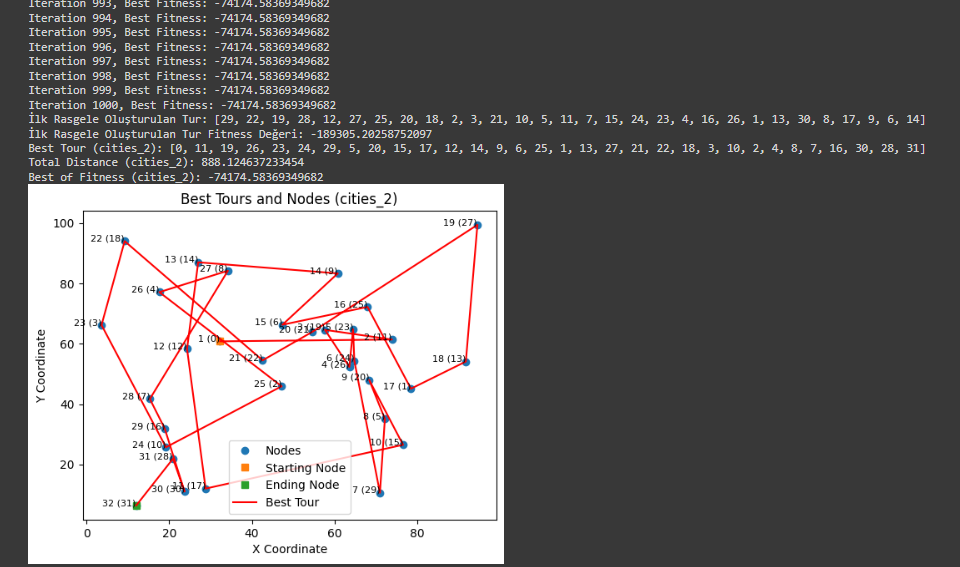 Iteration 993, Best Fitness: -74174.58369349682
Iteration 994, Best Fitness: -74174.58369349682
Iteration 995, Best Fitness: -74174.58369349682
Iteration 996, Best Fitness: -74174.58369349682
Iteration 997, Best Fitness: -74174.58369349682
Iteration 998, Best Fitness: -74174.58369349682
Iteration 999, Best Fitness: -74174.58369349682
Iteration 1000, Best Fitness: -74174.58369349682
İlk Rasgele Oluşturulan Tur: [29, 22, 19, 28, 12, 27, 25, 20, 18, 2, 3, 21, 10, 5, 11, 7, 15, 24, 23, 4, 16, 26, 1, 13, 30, 8, 17, 9, 6, 14]
İlk Rasgele Oluşturulan Tur Fitness Değeri: -189305.20258752097
Best Tour (cities_2): [0, 11, 19, 26, 23, 24, 29, 5, 20, 15, 17, 12, 14, 9, 6, 25, 1, 13, 27, 21, 22, 18, 3, 10, 2, 4, 8, 7, 16, 30, 28, 31]
Total Distance (cities_2): 888.124637233454
Best of Fitness (cities_2): -74174.58369349682
Best Tours and Nodes (cities_2)
100
80
60
40
20
Y Coordinate
19 (27)
22 (18)
13 (14)
27 (8)
14 (9)
26 (4)
16 (25)
23 (3)
15 (6)
20 (21)
3 (19)
5 (23)
1 (0)
2 (11)
12 (12)
21 (22)
6 (24)
4 (26)
18 (13)
9 (20)
25 (2)
17 (1)
28 (7)
8 (5)
29 (16)
24 (10)
10 (15)
31 (28)
30 (30)
11 (17)
7 (29)
32 (31)
Nodes
Starting Node
Ending Node
Best Tour
0
20
40
60
80
X Coordinate